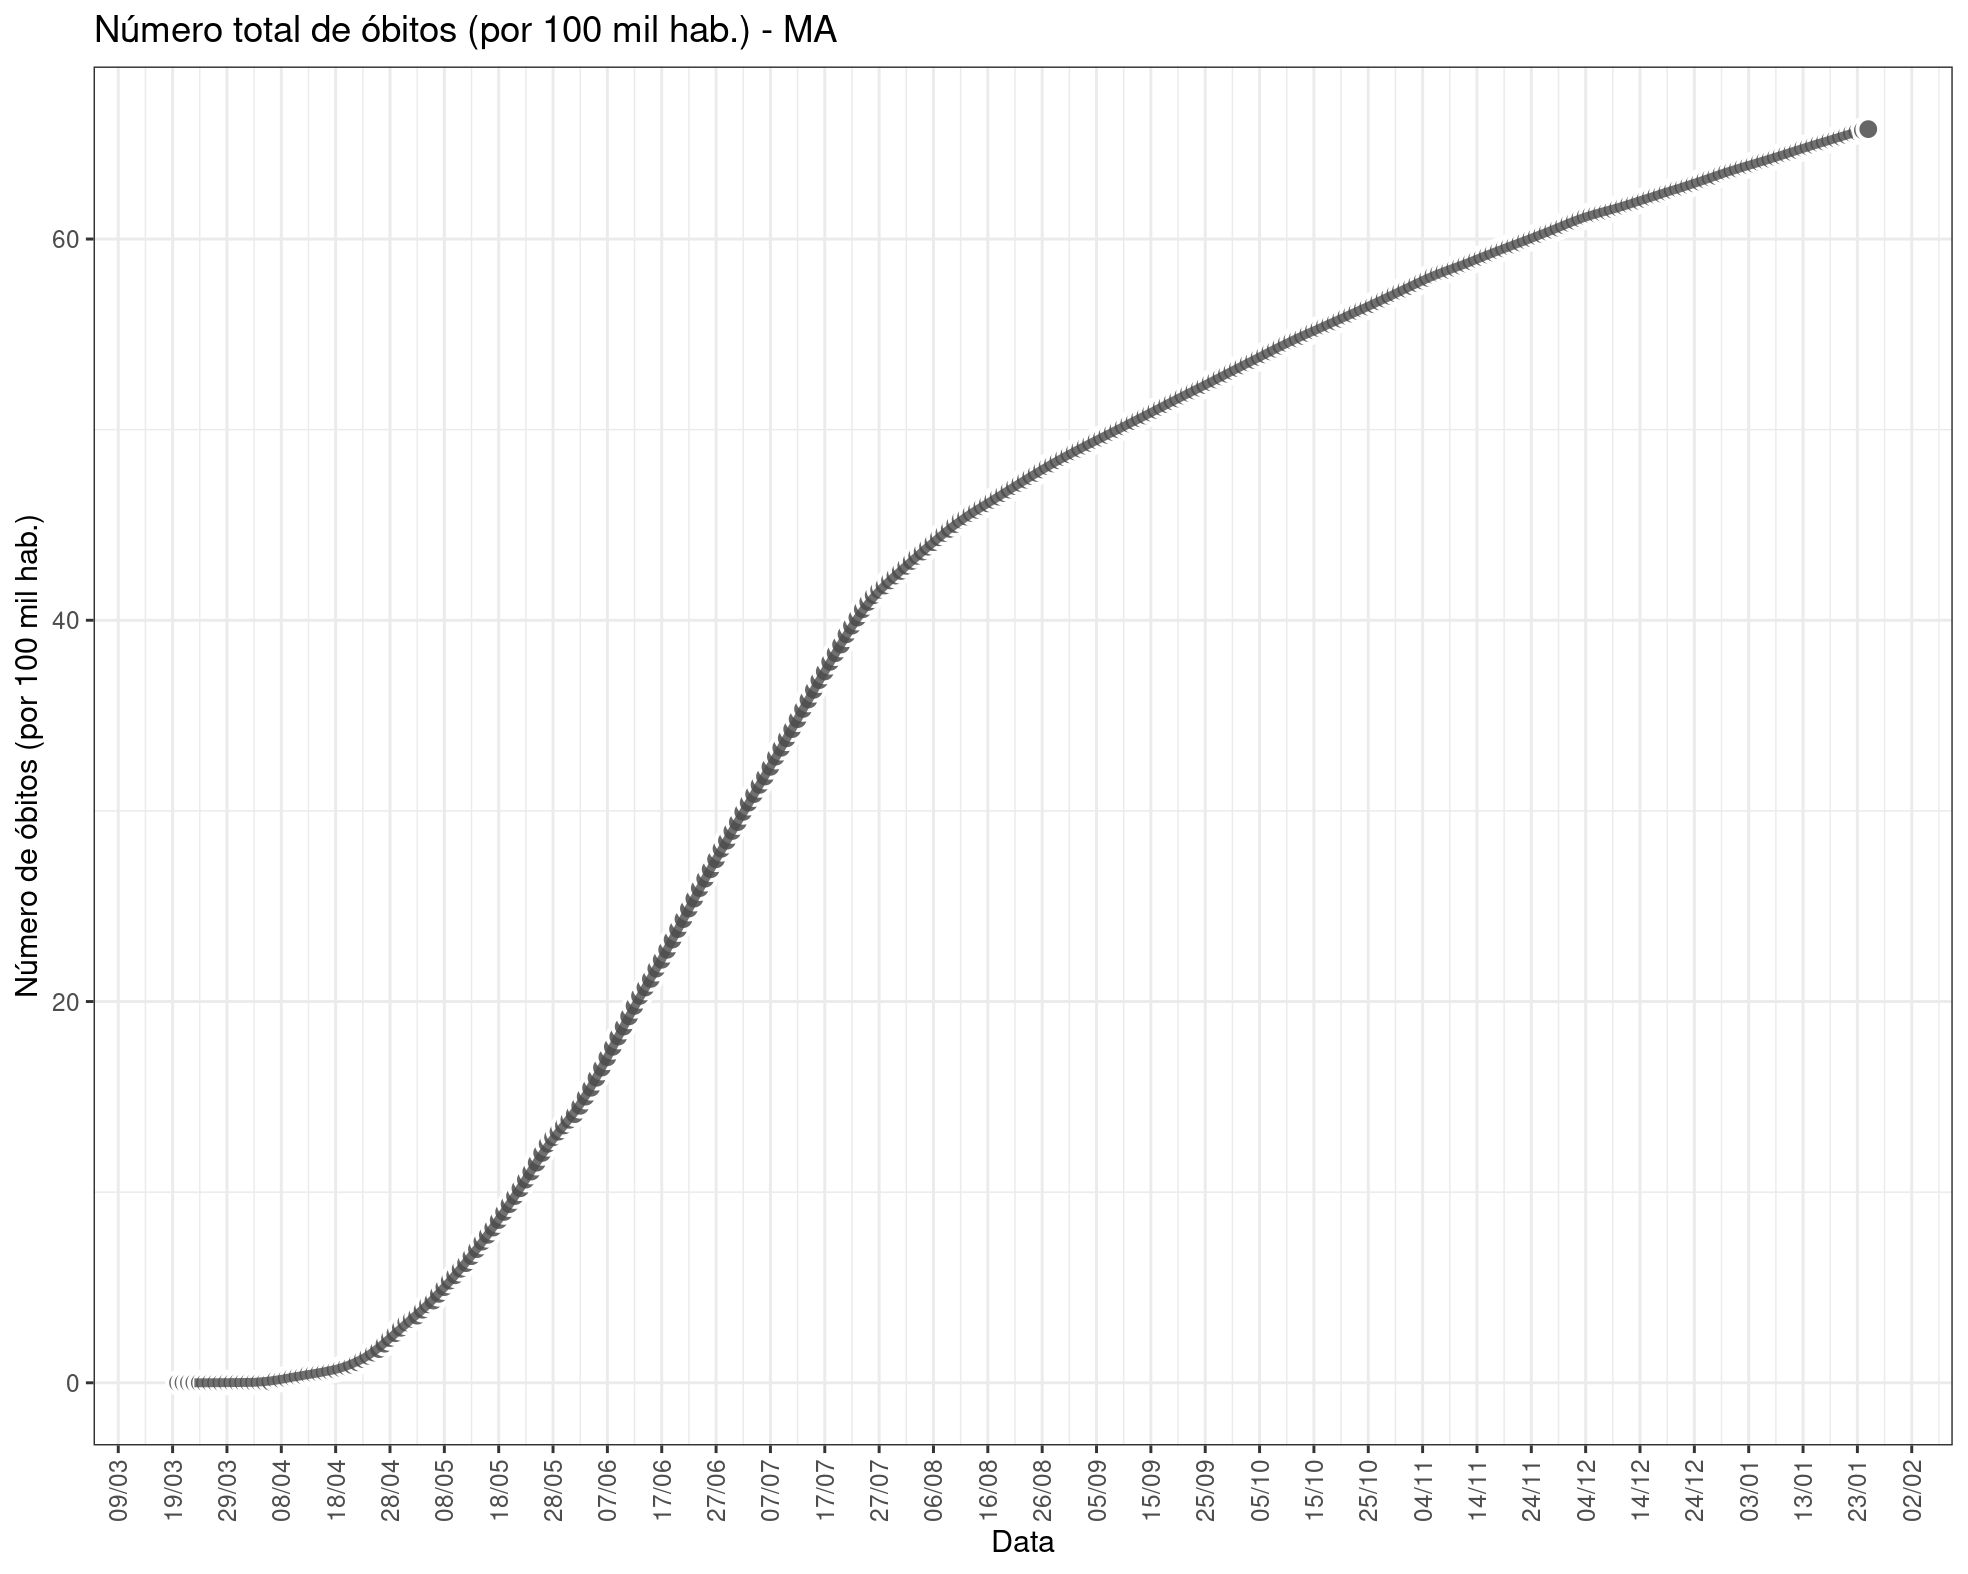 Número total de óbitos (por 100 mil hab.) - MA
Número de óbitos (por 100 mil hab.)
60
40
20
0
09/03 19/03 29/03 08/04 18/04 28/04 08/05 18/05 28/05 07/06 17/06 27/06 07/07 17/07 27/07 06/08 16/08 26/08 05/09 15/09 25/09 05/10 15/10 25/10 04/11 14/11 24/11 04/12 14/12 24/12 03/01 13/01 23/01 02/02
Data